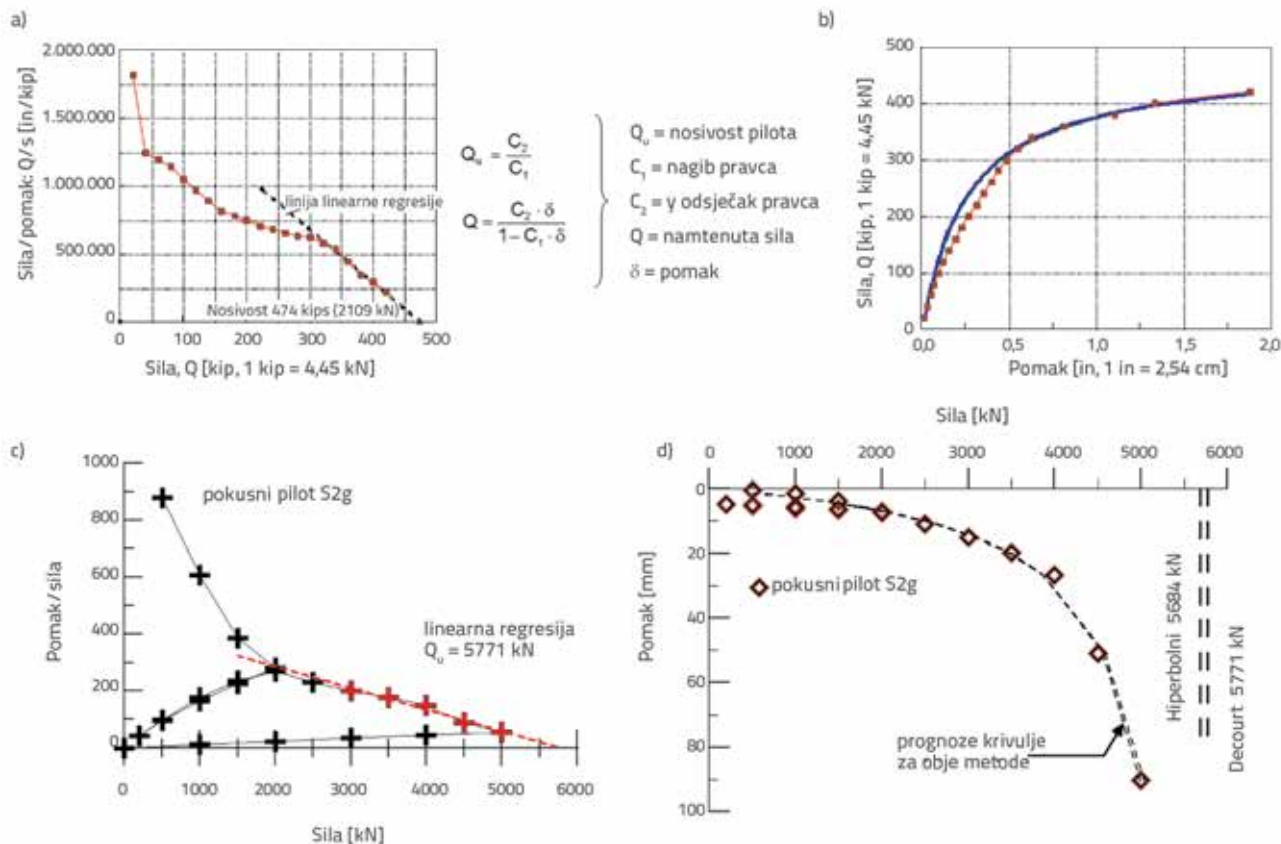 a)
2.000.000
1.500.000
1.000.000
500.000
0
Sila/pomak: Q/s [in/kip]
linija linearne regresije
Nosivost 474 kips (2109 kN)
0 100 200 300 400 500
Sila, Q [kip, 1 kip = 4,45 kN]
Qᵤ = C₂ / C₁
Q = C₂ · δ / 1 − C₁ · δ
Qᵤ = nosivost pilota
C₁ = nagib pravca
C₂ = y odsječak pravca
Q = namtenuta sila
δ = pomak
b)
Sila, Q [kip, 1 kip = 4,45 kN]
500
400
300
200
100
0
0,0 0,5 1,0 1,5 2,0
Pomak [in, 1 in = 2,54 cm]
c)
1000
800
600
400
200
0
Pomak/sila
pokusni pilot S2g
linearna regresija
Qᵤ = 5771 kN
0 1000 2000 3000 4000 5000 6000
Sila [kN]
Sila [kN]
d)
0 1000 2000 3000 4000 5000 6000
0
20
40
60
80
100
Pomak [mm]
pokusni pilot S2g
prognoze krivulje
za obje metode
Hiperbolni 5684 kN
Decourt 5771 kN